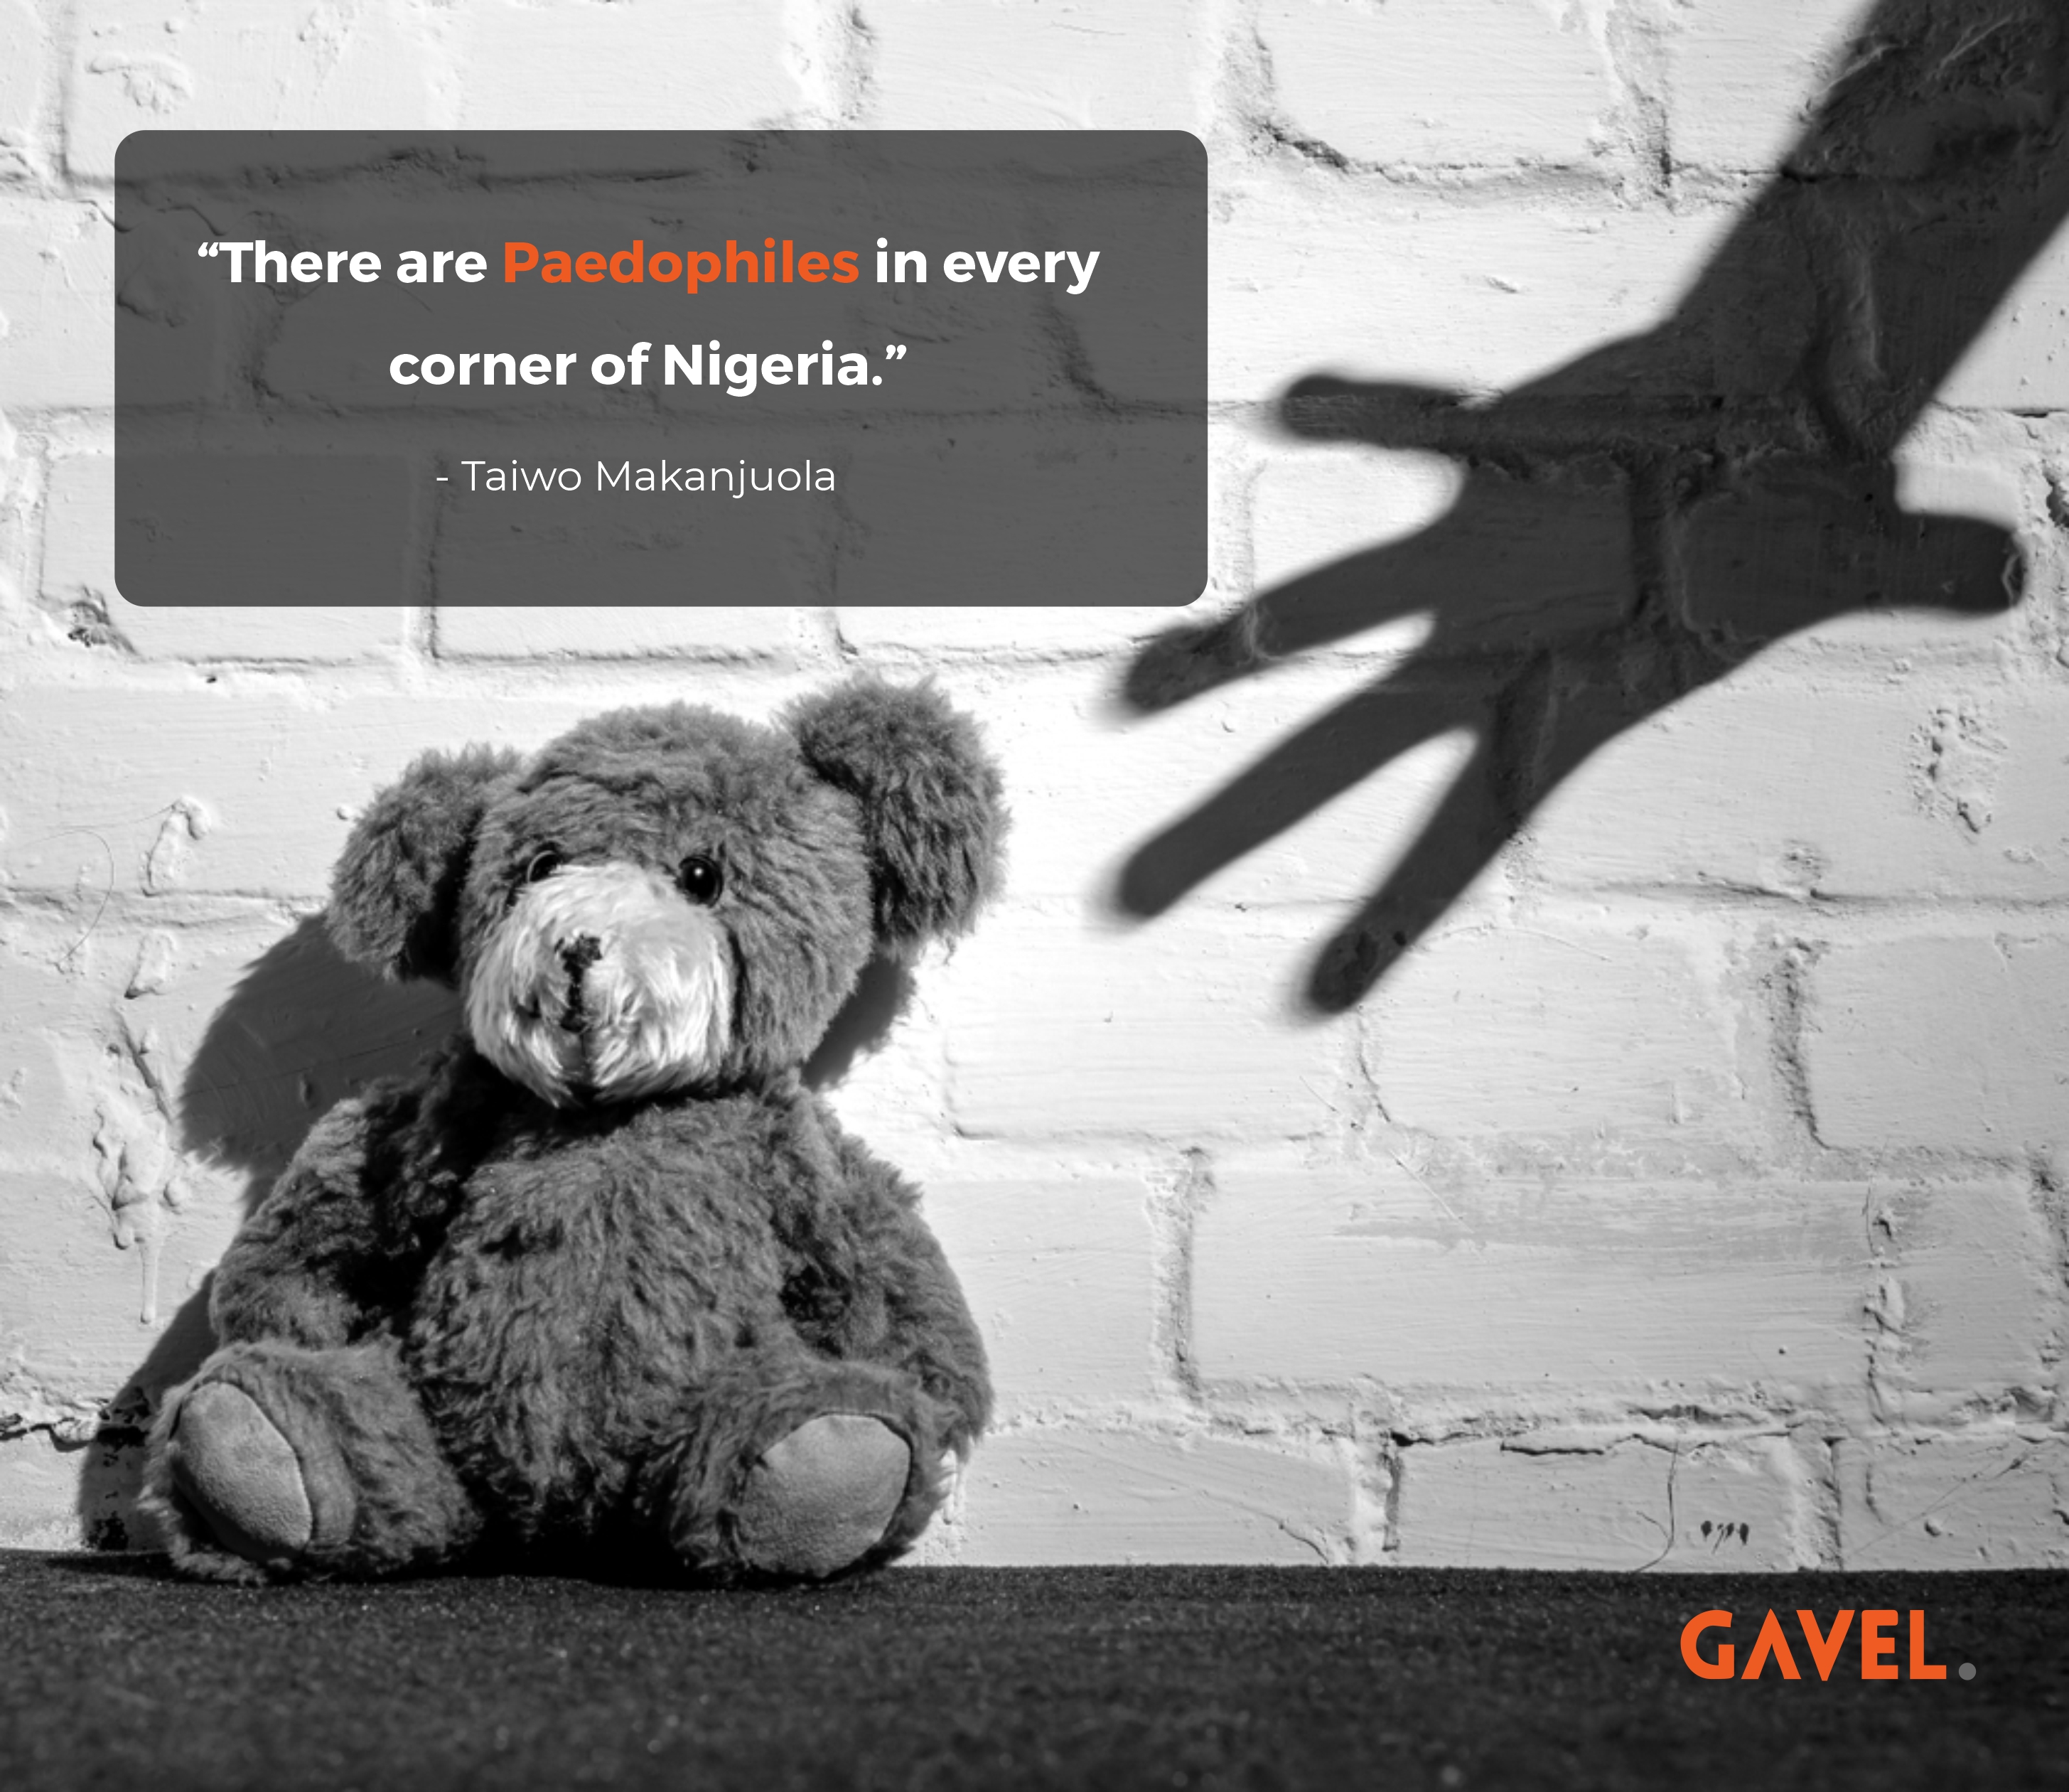 “There are Paedophiles in every
corner of Nigeria.”
- Taiwo Makanjuola
GAVEL.